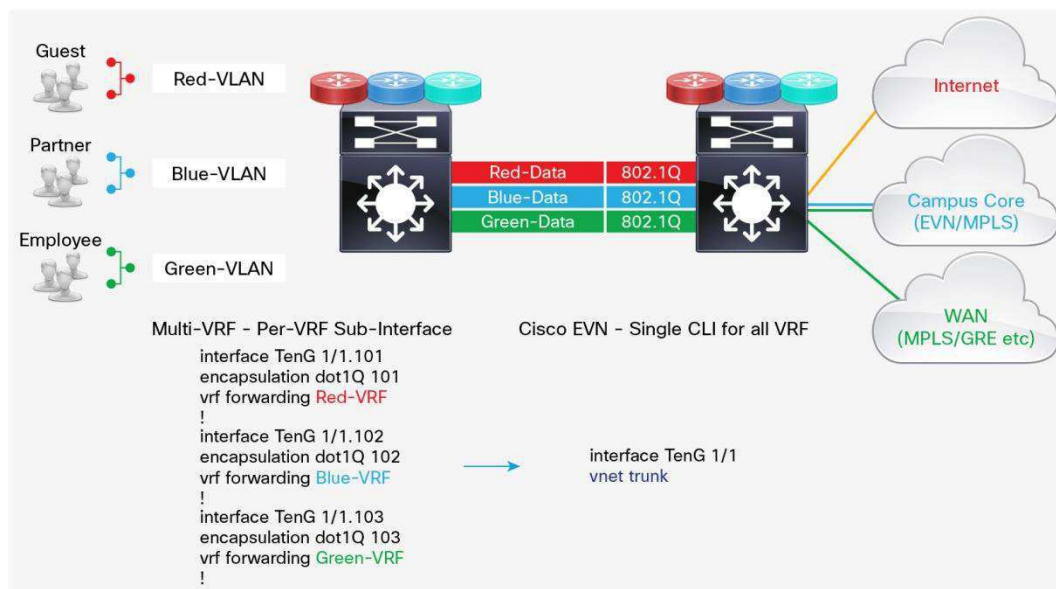 Guest
Red-VLAN
Partner
Blue-VLAN
Employee
Green-VLAN
Red-Data 802.1Q
Blue-Data 802.1Q
Green-Data 802.1Q
Internet
Campus Core
(EVN/MPLS)
WAN
(MPLS/GRE etc)
Multi-VRF - Per-VRF Sub-Interface
interface TenG 1/1.101
encapsulation dot1Q 101
vrf forwarding Red-VRF
!
interface TenG 1/1.102
encapsulation dot1Q 102
vrf forwarding Blue-VRF
!
interface TenG 1/1.103
encapsulation dot1Q 103
vrf forwarding Green-VRF
!
Cisco EVN - Single CLI for all VRF
interface TenG 1/1
vnet trunk